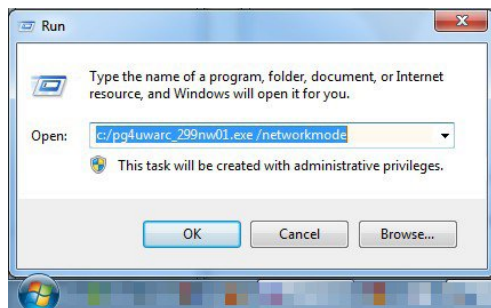 Run
Type the name of a program, folder, document, or Internet
resource, and Windows will open it for you.
Open: c:/pg4uwarc_299nw01.exe /networkmode
This task will be created with administrative privileges.
OK Cancel Browse...